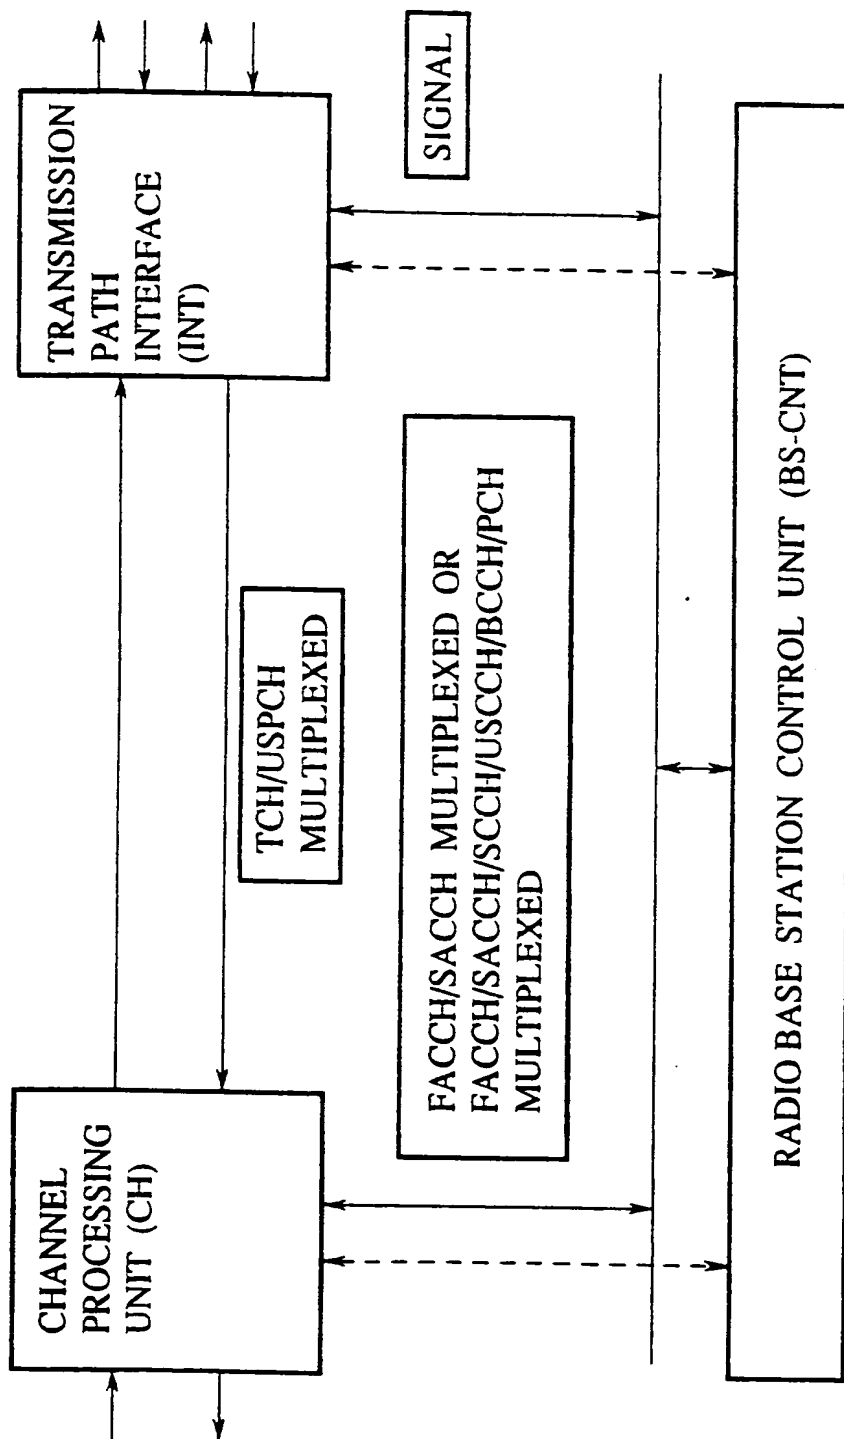 CHANNEL
PROCESSING
UNIT (CH)
TRANSMISSION
PATH
INTERFACE
(INT)
TCH/USPCH
MULTIPLEXED
FACCH/SACCH MULTIPLEXED OR
FACCH/SACCH/SCCH/USCCH/BCCH/PCH
MULTIPLEXED
SIGNAL
RADIO BASE STATION CONTROL UNIT (BS-CNT)